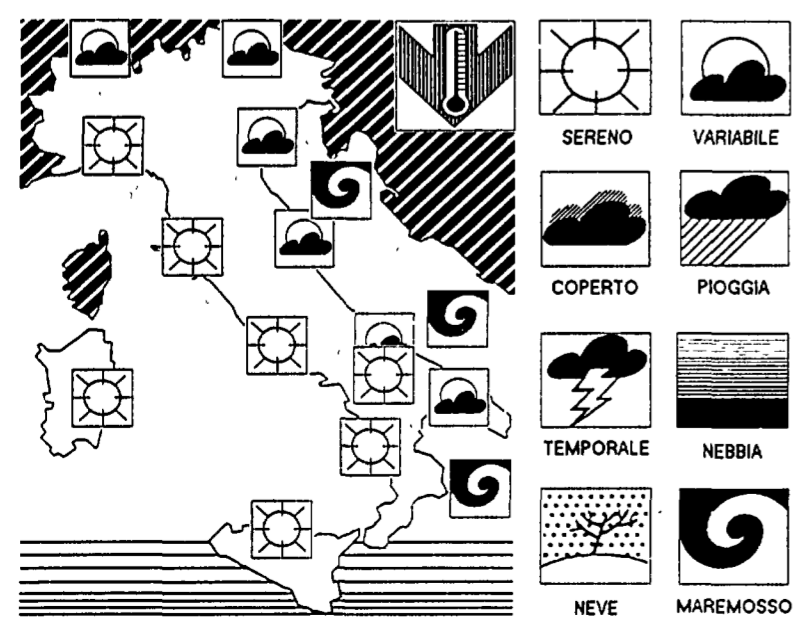 SERENO VARIABILE
COPERTO PIOGGIA
TEMPORALE NEBBIA
NEVE MAREMOSSO